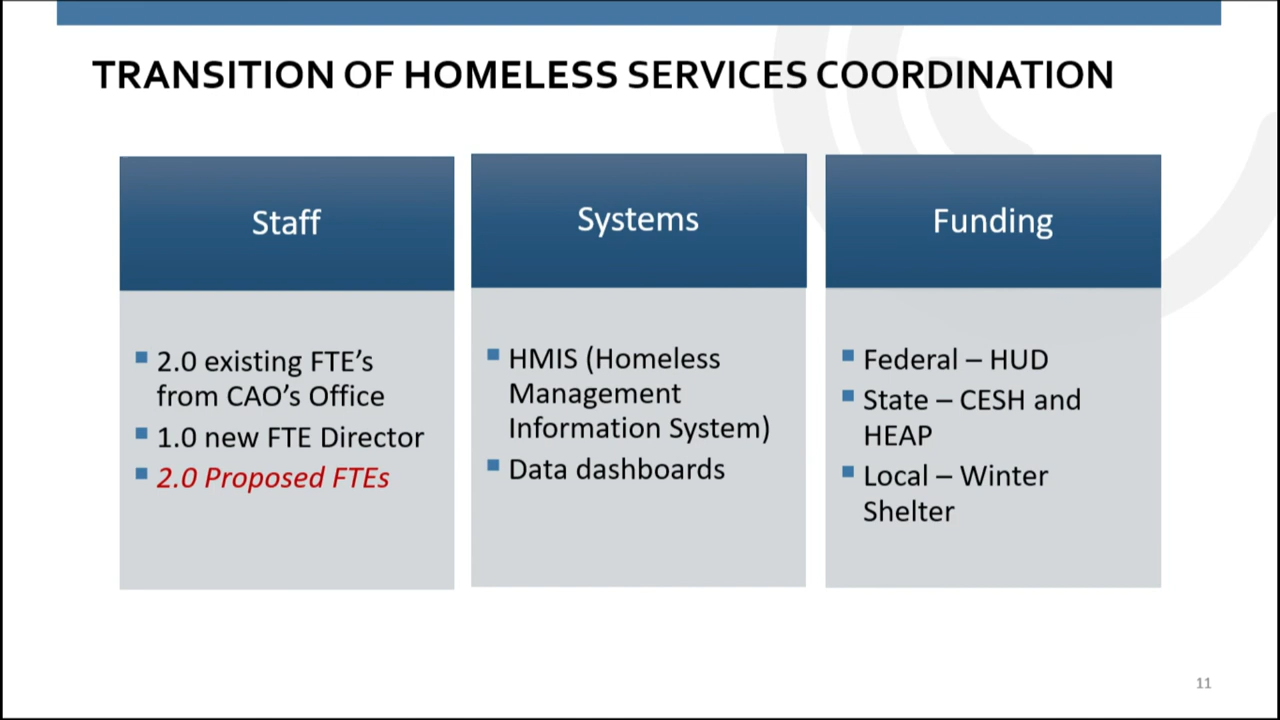 TRANSITION OF HOMELESS SERVICES COORDINATION
Staff
2.0 existing FTE’s
from CAO’s Office
1.0 new FTE Director
2.0 Proposed FTEs
Systems
HMIS (Homeless
Management
Information System)
Data dashboards
Funding
Federal – HUD
State – CESH and
HEAP
Local – Winter
Shelter
11